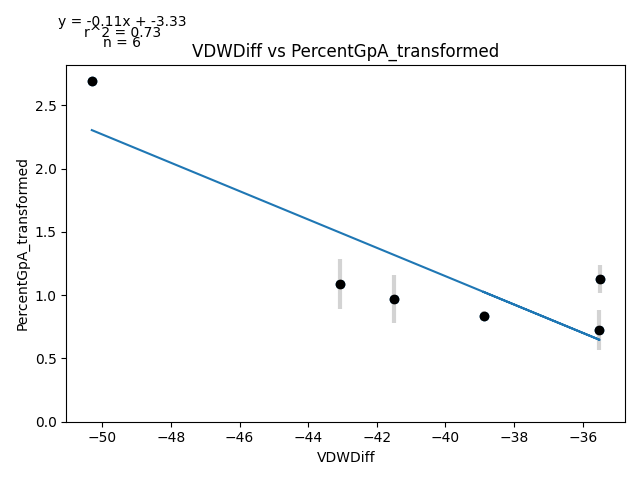 y = -0.11x + -3.33
r^2 = 0.73
n = 6
VDWDiff vs PercentGpA_transformed
2.5
2.0
1.5
1.0
0.5
0.0
PercentGpA_transformed
−50 −48 −46 −44 −42 −40 −38 −36
VDWDiff